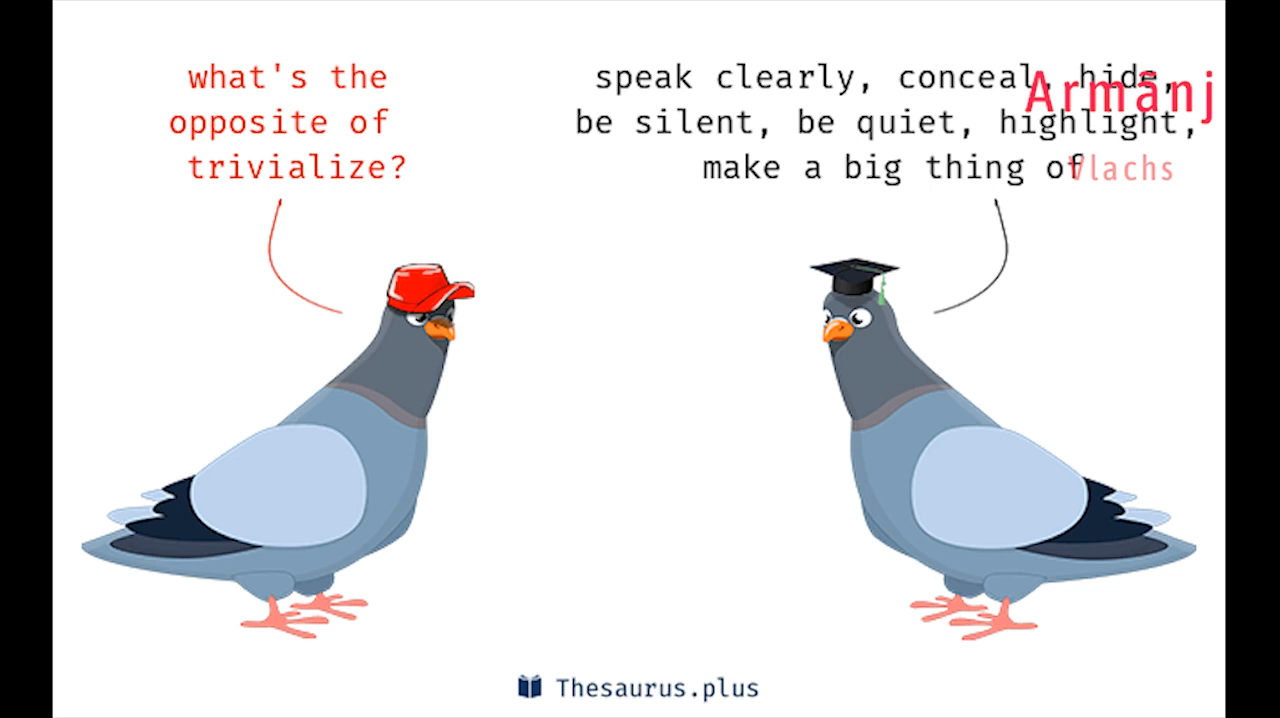 what's the
opposite of
trivialize?
speak clearly, conceal, hide,
be silent, be quiet, highlight,
make a big thing of
Armãnj
Vlachs
Thesaurus.plus